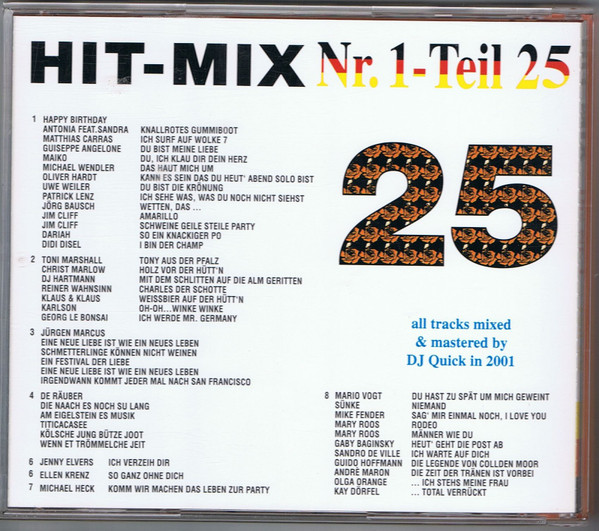 HIT-MIX Nr. 1-Teil 25
1 HAPPY BIRTHDAY
ANTONIA FEAT.SANDRA KNALLROTES GUMMIBOOT
MATTHIAS CARRAS ICH SURF AUF WOLKE 7
GUISEPPE ANGELONE DU BIST MEINE LIEBE
MAIKO DU, ICH KLAU DIR DEIN HERZ
MICHAEL WENDLER DAS HAUT MICH UM
OLIVER HARDT KANN ES SEIN DAS DU HEUT' ABEND SOLO BIST
UWE WEILER DU BIST DIE KRÖNUNG
PATRICK LENZ ICH SEHE WAS, WAS DU NOCH NICHT SIEHST
JÖRG BAUSCH WETTEN, DAS ...
JIM CLIFF AMARILLO
JIM CLIFF SCHWEINE GEILE STEILE PARTY
DARIAH SO EIN KNACKIGER PO
DIDI DISEL I BIN DER CHAMP
2 TONI MARSHALL TONY AUS DER PFALZ
CHRIST MARLOW HOLZ VOR DER HÜTT'N
DJ HARTMANN MIT DEM SCHLITTEN AUF DIE ALM GERITTEN
REINER WAHNSINN CHARLES DER SCHOTTE
KLAUS & KLAUS WEISSBIER AUF DER HÜTT'N
KARLSON OH-OH...WINKE WINKE
GEORG LE BONSAI ICH WERDE MR. GERMANY
3 JÜRGEN MARCUS
EINE NEUE LIEBE IST WIE EIN NEUES LEBEN
SCHMETTERLINGE KÖNNEN NICHT WEINEN
EIN FESTIVAL DER LIEBE
EINE NEUE LIEBE IST WIE EIN NEUES LEBEN
IRGENDWANN KOMMT JEDER MAL NACH SAN FRANCISCO
4 DE RÄUBER
DIE NAACH ES NOCH SU LANG
AM EIGELSTEIN ES MUSIK
TITICACASEE
KÖLSCHE JUNG BÜTZE JOOT
WENN ET TRÖMMELCHE JEIT
6 JENNY ELVERS ICH VERZEIH DIR
6 ELLEN KRENZ SO GANZ OHNE DICH
7 MICHAEL HECK KOMM WIR MACHEN DAS LEBEN ZUR PARTY
25
all tracks mixed
& mastered by
DJ Quick in 2001
8 MARIO VOGT DU HAST ZU SPÄT UM MICH GEWEINT
SÜNKE NIEMAND
MIKE FENDER SAG' MIR EINMAL NOCH, I LOVE YOU
MARY ROOS RODEO
MARY ROOS MÄNNER WIE DU
GABY BAGINSKY HEUT' GEHT DIE POST AB
SANDRO DE VILLE ICH WARTE AUF DICH
GUIDO HOFFMANN DIE LEGENDE VON COLLDEN MOOR
ANDRÉ MARON DIE ZEIT DER TRÄNEN IST VORBEI
OLGA ORANGE ... ICH STEHS MEINE FRAU
KAY DÖRFEL ... TOTAL VERRÜCKT